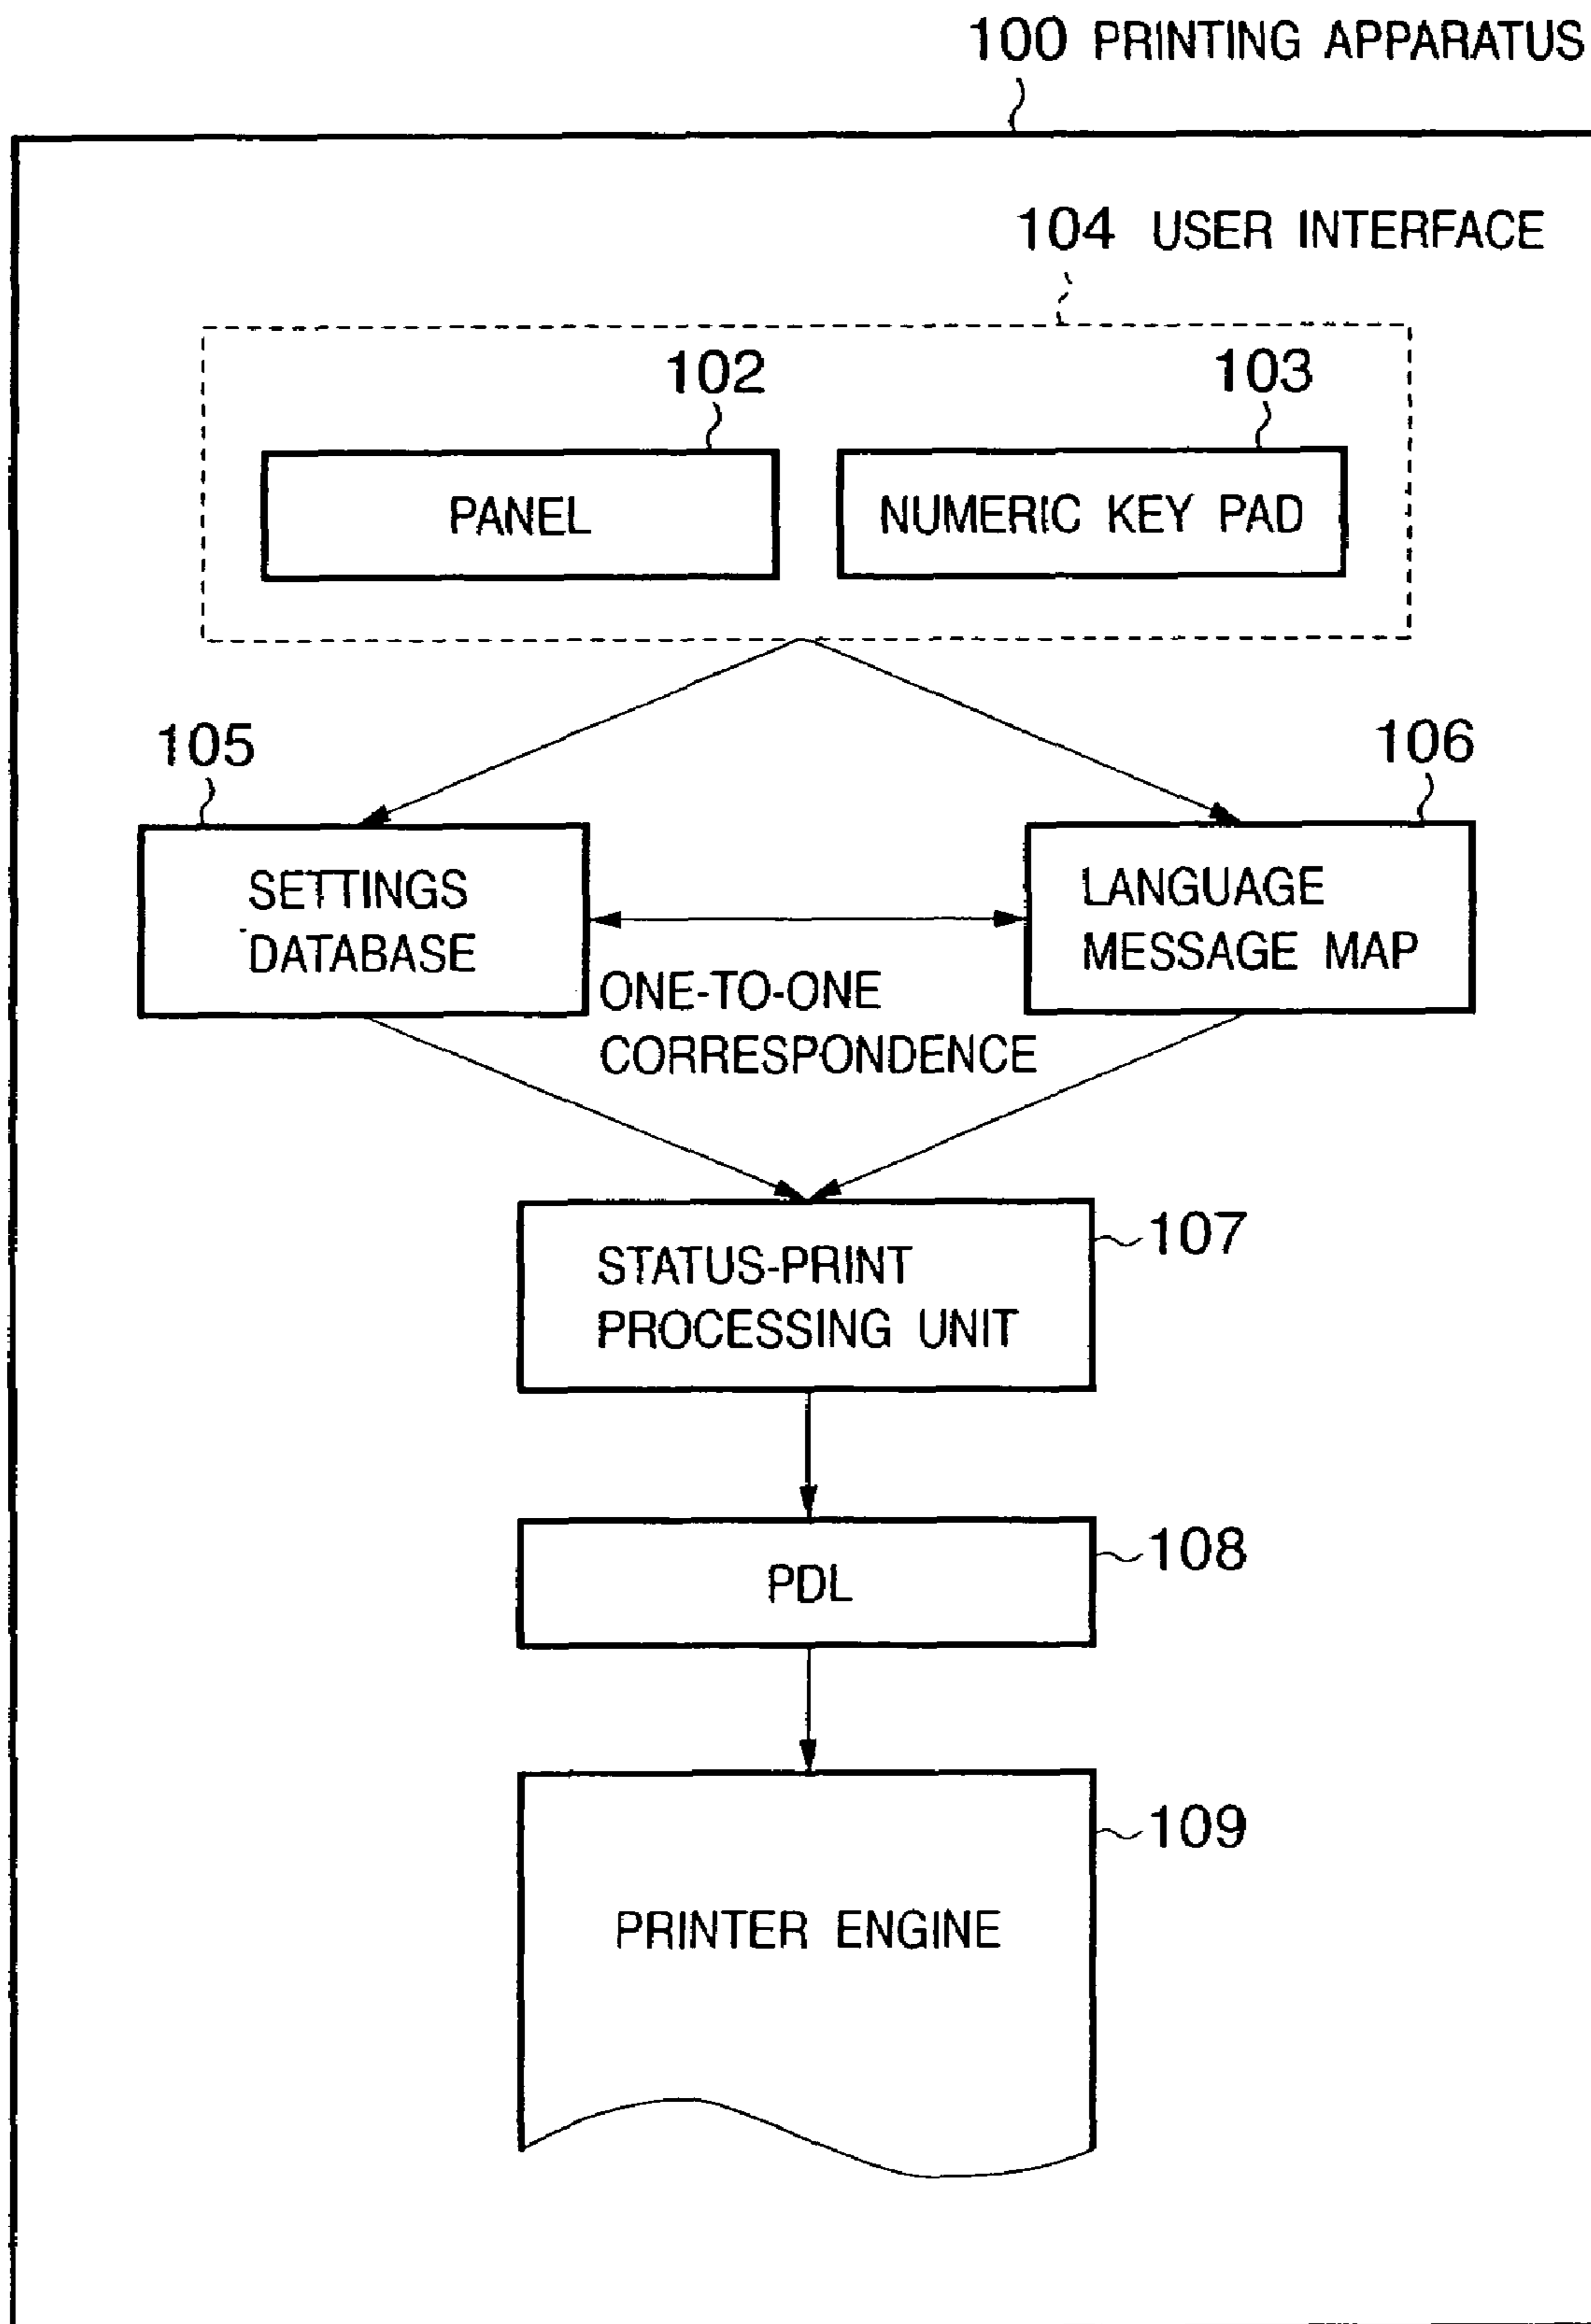 100 PRINTING APPARATUS
104 USER INTERFACE
102
103
PANEL
NUMERIC KEY PAD
105
106
SETTINGS
DATABASE
LANGUAGE
MESSAGE MAP
ONE-TO-ONE
CORRESPONDENCE
107
STATUS-PRINT
PROCESSING UNIT
108
PDL
109
PRINTER ENGINE